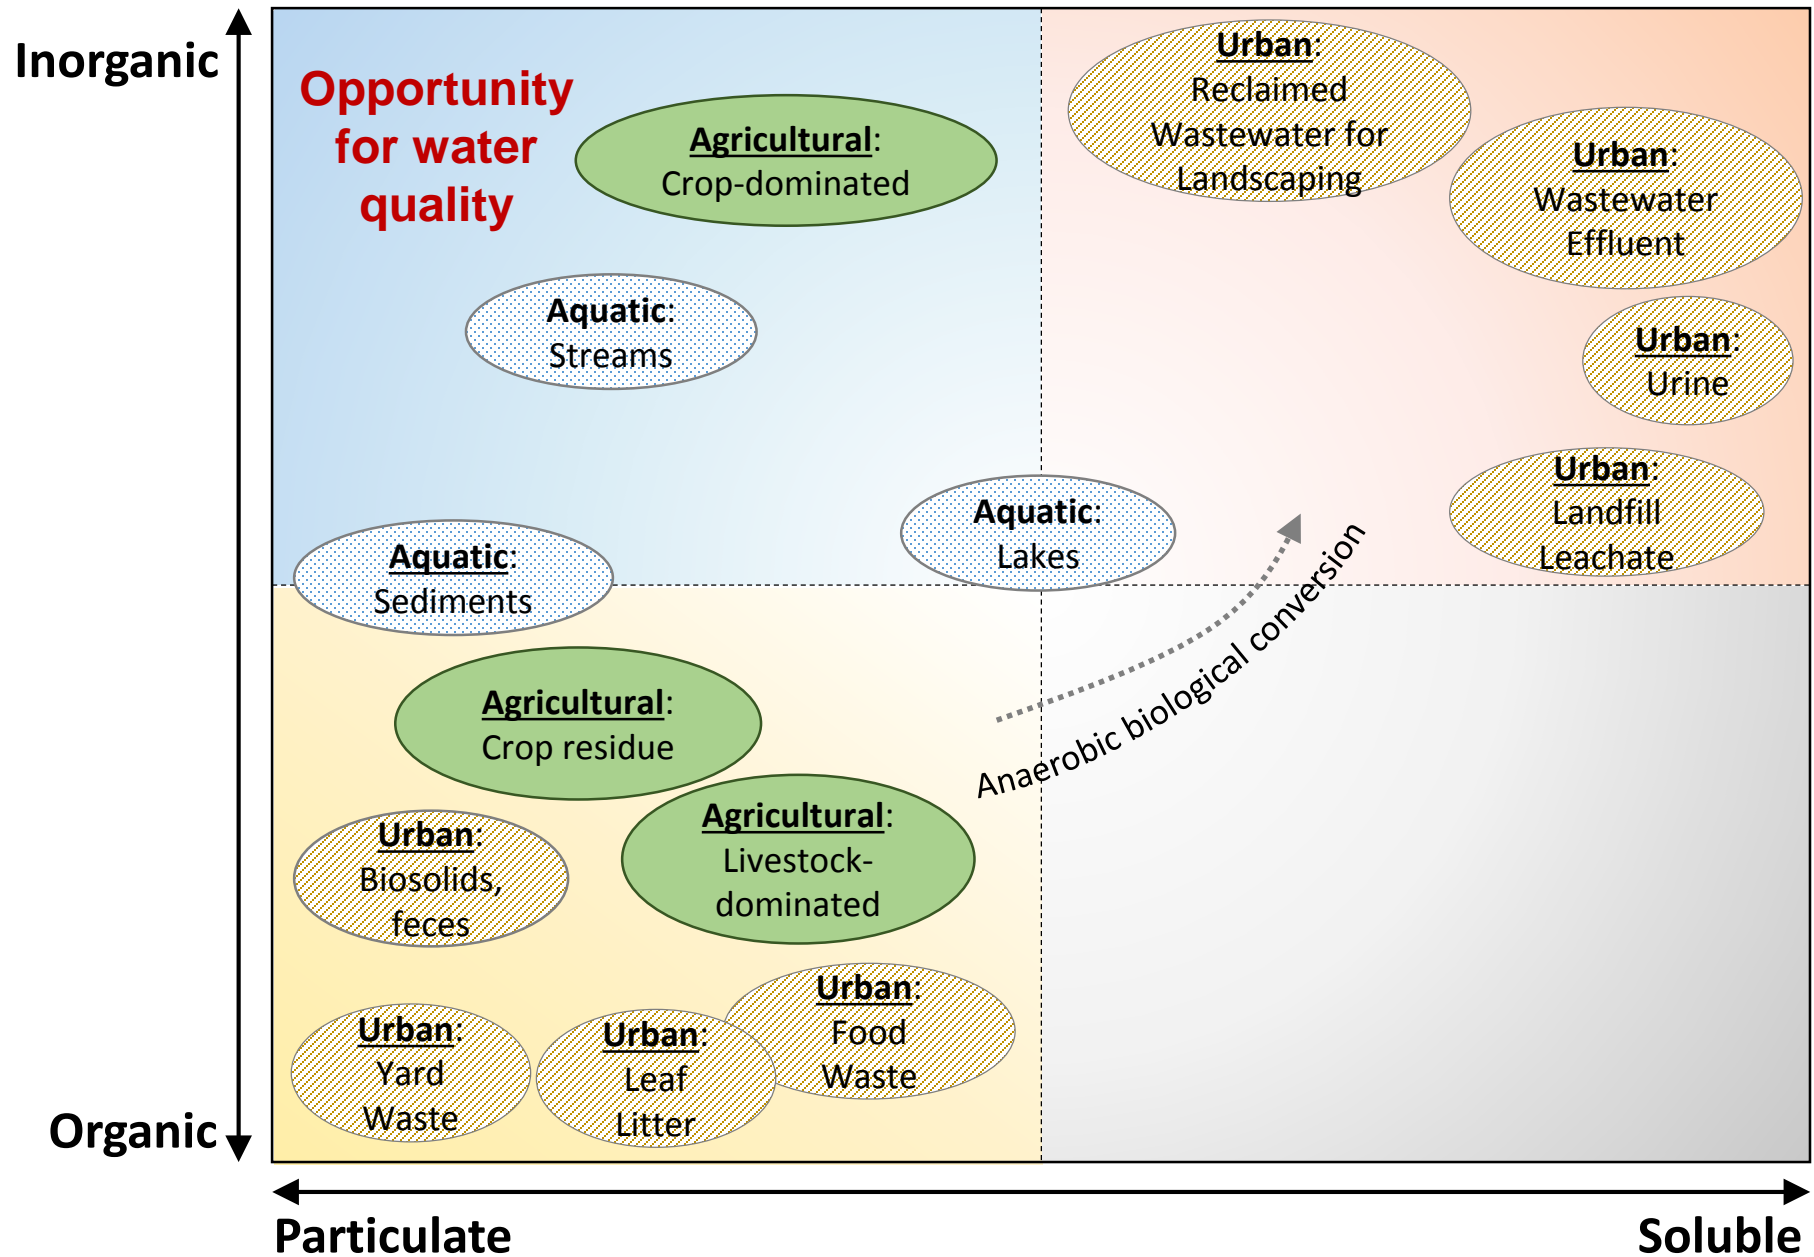 Inorganic
Opportunity
for water
quality
Agricultural:
Crop-dominated
Urban:
Reclaimed
Wastewater for
Landscaping
Urban:
Wastewater
Effluent
Aquatic:
Streams
Urban:
Urine
Aquatic:
Lakes
Urban:
Landfill
Leachate
Aquatic:
Sediments
Anaerobic biological conversion
Agricultural:
Crop residue
Agricultural:
Livestock-
dominated
Urban:
Biosolids,
feces
Urban:
Food
Waste
Urban:
Yard
Waste
Urban:
Leaf
Litter
Organic
Particulate
Soluble